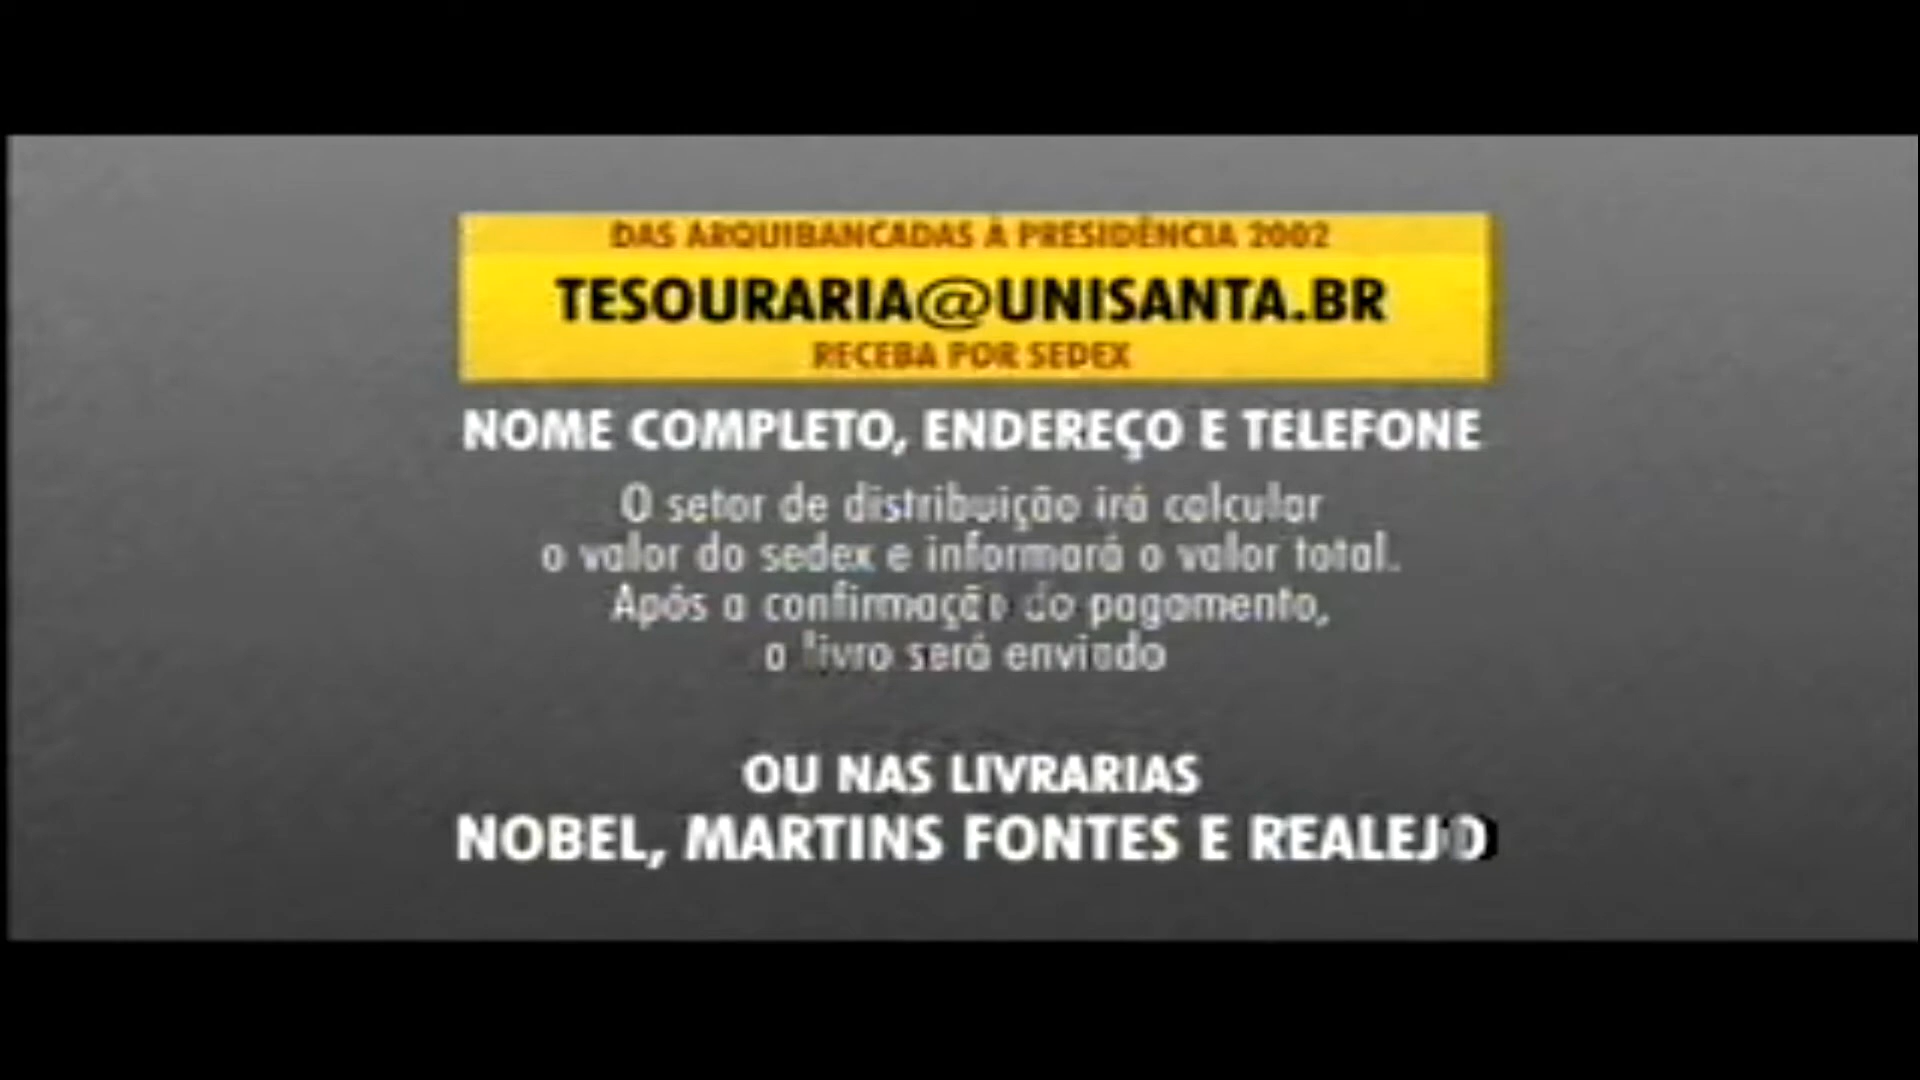 DAS ARQUIBANCADAS À PRESIDÊNCIA 2002
TESOURARIA@UNISANTA.BR
RECEBA POR SEDEX
NOME COMPLETO, ENDEREÇO E TELEFONE
O setor de distribuição irá calcular
o valor do sedex e informará o valor total.
Após a confirmação do pagamento,
o livro será enviado
OU NAS LIVRARIAS
NOBEL, MARTINS FONTES E REALEJO